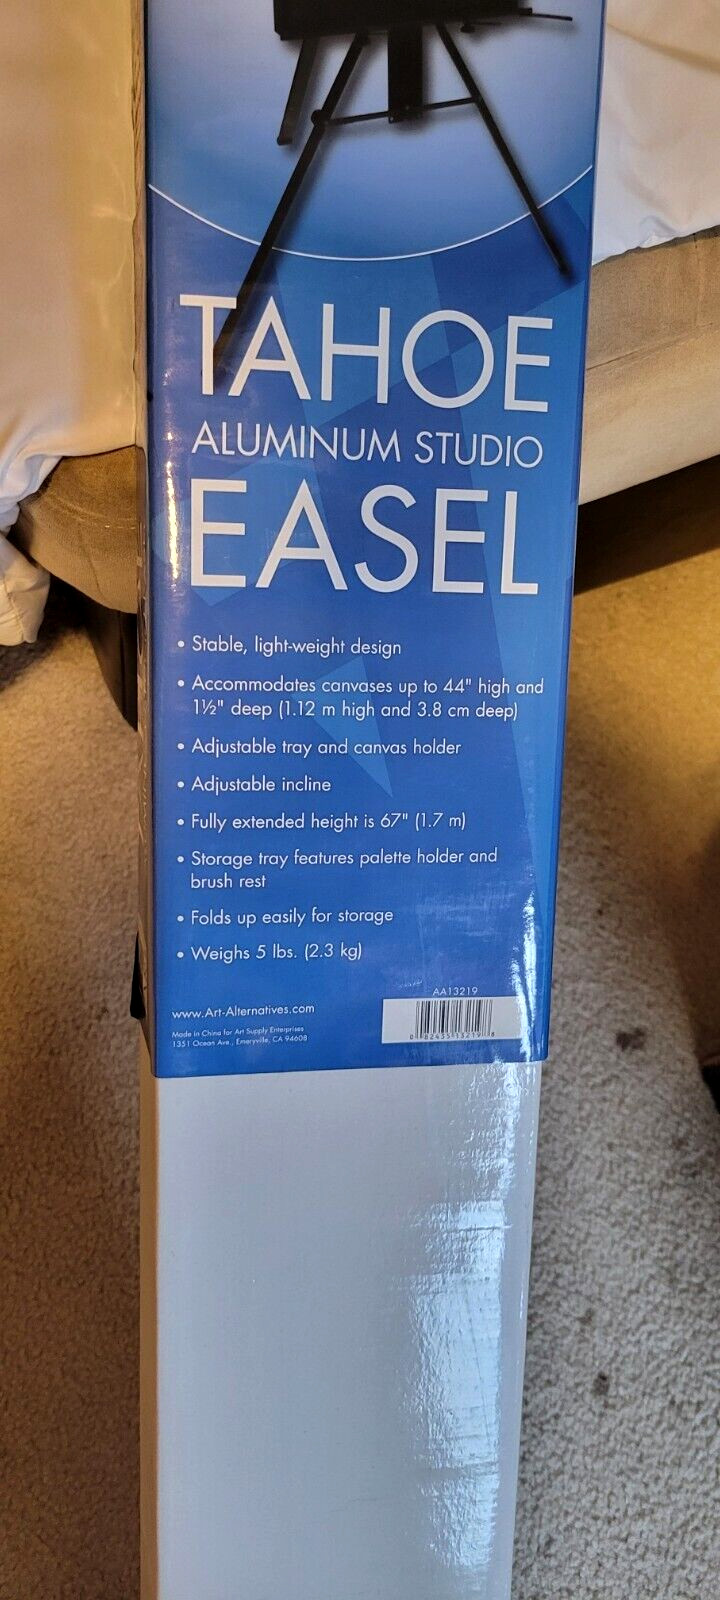 TAHOE
ALUMINUM STUDIO
EASEL
• Stable, light-weight design
• Accommodates canvases up to 44" high and
1½" deep (1.12 m high and 3.8 cm deep)
• Adjustable tray and canvas holder
• Adjustable incline
• Fully extended height is 67" (1.7 m)
• Storage tray features palette holder and
brush rest
• Folds up easily for storage
• Weighs 5 lbs. (2.3 kg)
AA13219
www.Art-Alternatives.com
Made in China for Art Supply Enterprises
1351 Ocean Ave., Emeryville, CA 94608
0 82435 13219 8